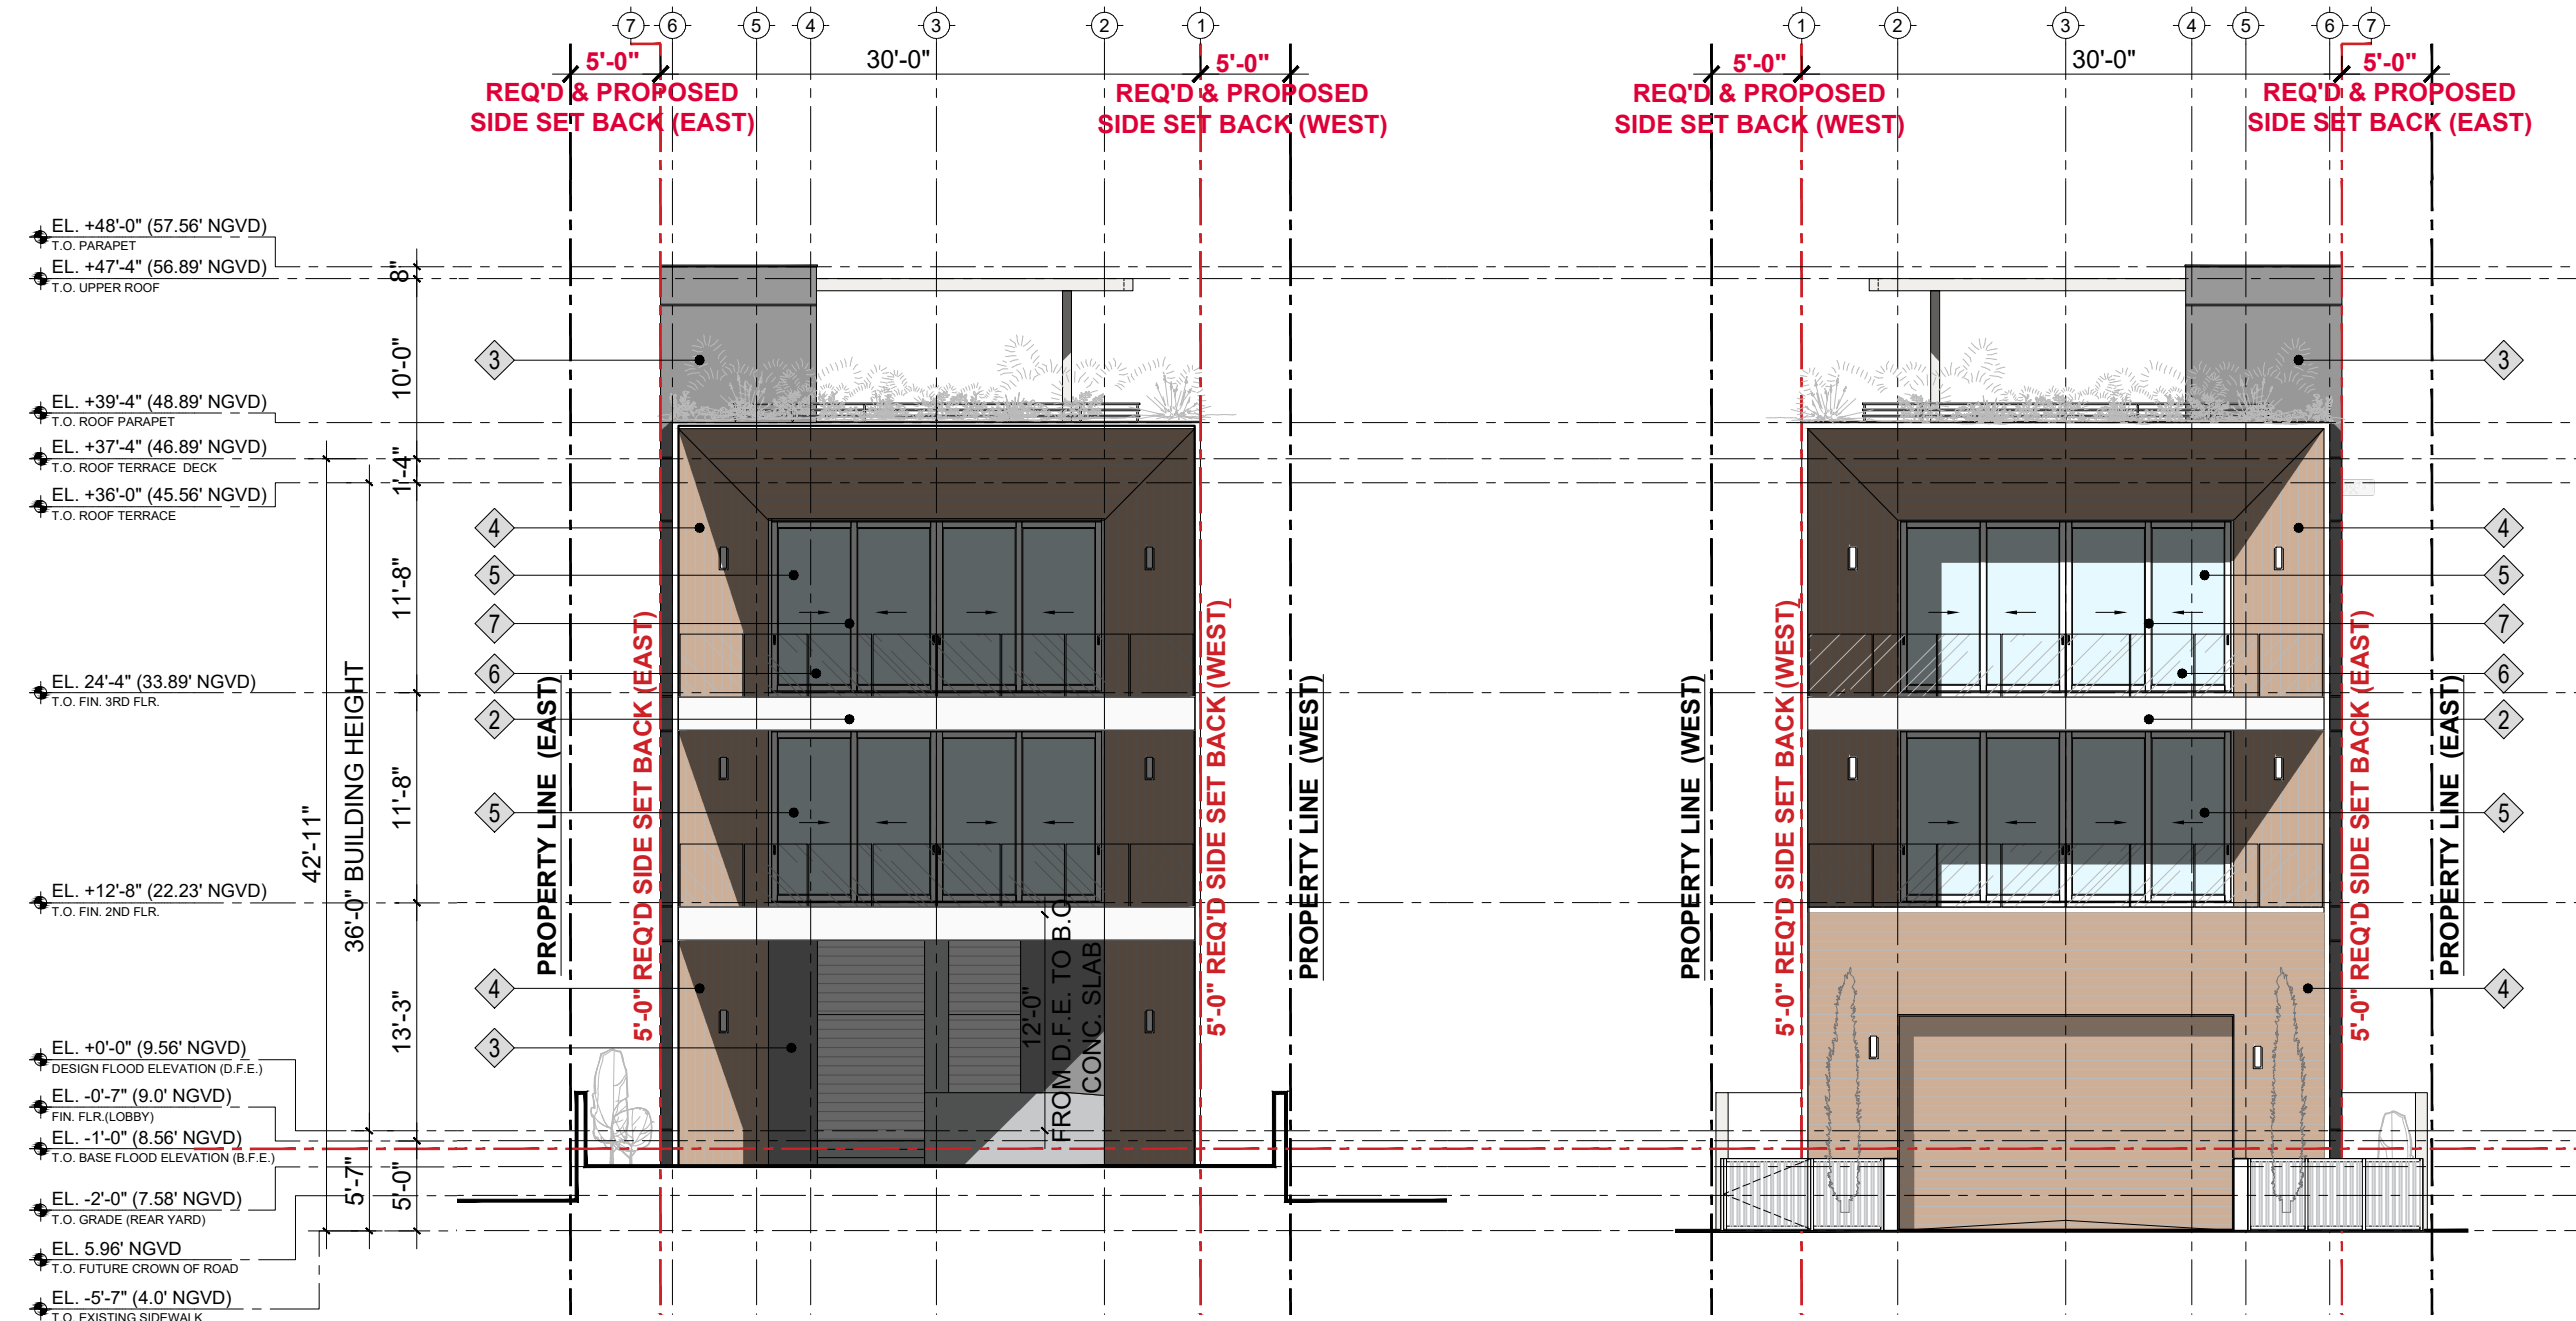 7 6 5 4 3 2 1
1 2 3 4 5 6 7
5'-0" 30'-0" 5'-0"
5'-0" 30'-0" 5'-0"
REQ'D & PROPOSED
SIDE SET BACK (EAST)
REQ'D & PROPOSED
SIDE SET BACK (WEST)
REQ'D & PROPOSED
SIDE SET BACK (WEST)
REQ'D & PROPOSED
SIDE SET BACK (EAST)
EL. +48'-0" (57.56' NGVD)
T.O. PARAPET
EL. +47'-4" (56.89' NGVD)
T.O. UPPER ROOF
EL. +39'-4" (48.89' NGVD)
T.O. ROOF PARAPET
EL. +37'-4" (46.89' NGVD)
T.O. ROOF TERRACE DECK
EL. +36'-0" (45.56' NGVD)
T.O. ROOF TERRACE
EL. 24'-4" (33.89' NGVD)
T.O. FIN. 3RD FLR.
EL. +12'-8" (22.23' NGVD)
T.O. FIN. 2ND FLR.
EL. +0'-0" (9.56' NGVD)
DESIGN FLOOD ELEVATION (D.F.E.)
EL. -0'-7" (9.0' NGVD)
FIN. FLR.(LOBBY)
EL. -1'-0" (8.56' NGVD)
T.O. BASE FLOOD ELEVATION (B.F.E.)
EL. -2'-0" (7.58' NGVD)
T.O. GRADE (REAR YARD)
EL. 5.96' NGVD
T.O. FUTURE CROWN OF ROAD
EL. -5'-7" (4.0' NGVD)
T.O. EXISTING SIDEWALK
42'-11"
36'-0" BUILDING HEIGHT
5'-7"
8"
10'-0"
1'-4"
11'-8"
11'-8"
13'-3"
5'-0"
3
4
5
7
6
2
5
4
3
PROPERTY LINE (EAST)
5'-0" REQ'D SIDE SET BACK (EAST)
12'-0"
FROM D.F.E. TO B.O.
CONC. SLAB
5'-0" REQ'D SIDE SET BACK (WEST)
PROPERTY LINE (WEST)
PROPERTY LINE (WEST)
5'-0" REQ'D SIDE SET BACK (WEST)
5'-0" REQ'D SIDE SET BACK (EAST)
PROPERTY LINE (EAST)
3
4
5
7
6
2
5
4